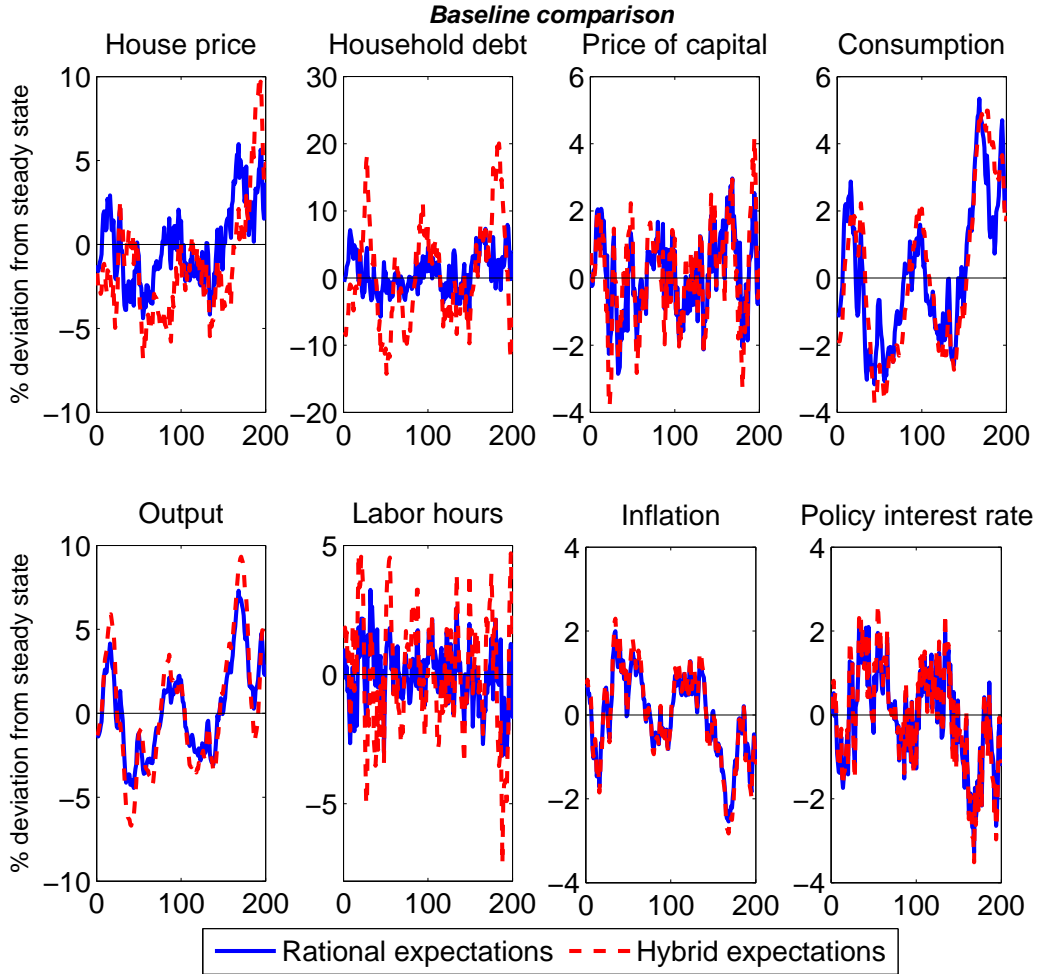 Baseline comparison
House price
Household debt
Price of capital
Consumption
% deviation from steady state
10
5
0
−5
−10
0 100 200
30
20
10
0
−10
−20
0 100 200
6
4
2
0
−2
−4
0 100 200
6
4
2
0
−2
−4
0 100 200
Output
Labor hours
Inflation
Policy interest rate
% deviation from steady state
10
5
0
−5
−10
0 100 200
5
0
−5
0 100 200
4
2
0
−2
−4
0 100 200
4
2
0
−2
−4
0 100 200
Rational expectations
Hybrid expectations